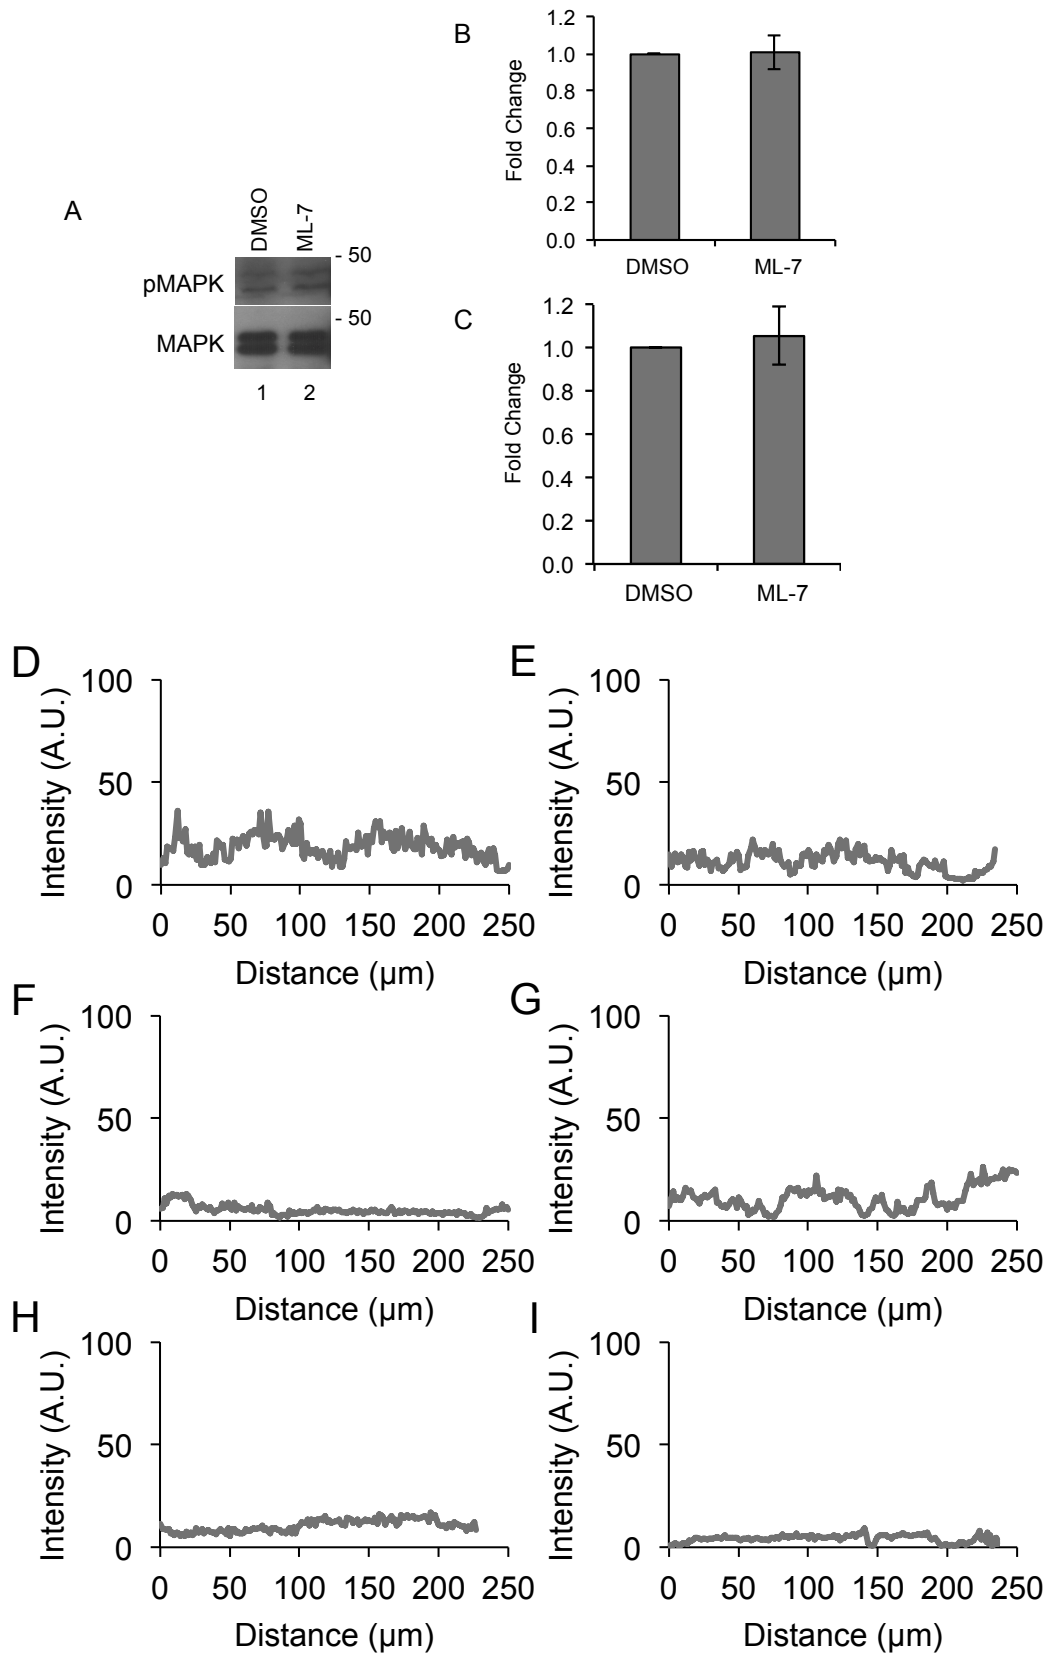 A
DMSO
ML-7
- 50
pMAPK
- 50
MAPK
1 2
B
Fold Change
1.2
1.0
0.8
0.6
0.4
0.2
0.0
DMSO ML-7
C
Fold Change
1.2
1.0
0.8
0.6
0.4
0.2
0.0
DMSO ML-7
D
Intensity (A.U.)
100
50
0
0 50 100 150 200 250
Distance (µm)
E
Intensity (A.U.)
100
50
0
0 50 100 150 200 250
Distance (µm)
F
Intensity (A.U.)
100
50
0
0 50 100 150 200 250
Distance (µm)
G
Intensity (A.U.)
100
50
0
0 50 100 150 200 250
Distance (µm)
H
Intensity (A.U.)
100
50
0
0 50 100 150 200 250
Distance (µm)
I
Intensity (A.U.)
100
50
0
0 50 100 150 200 250
Distance (µm)